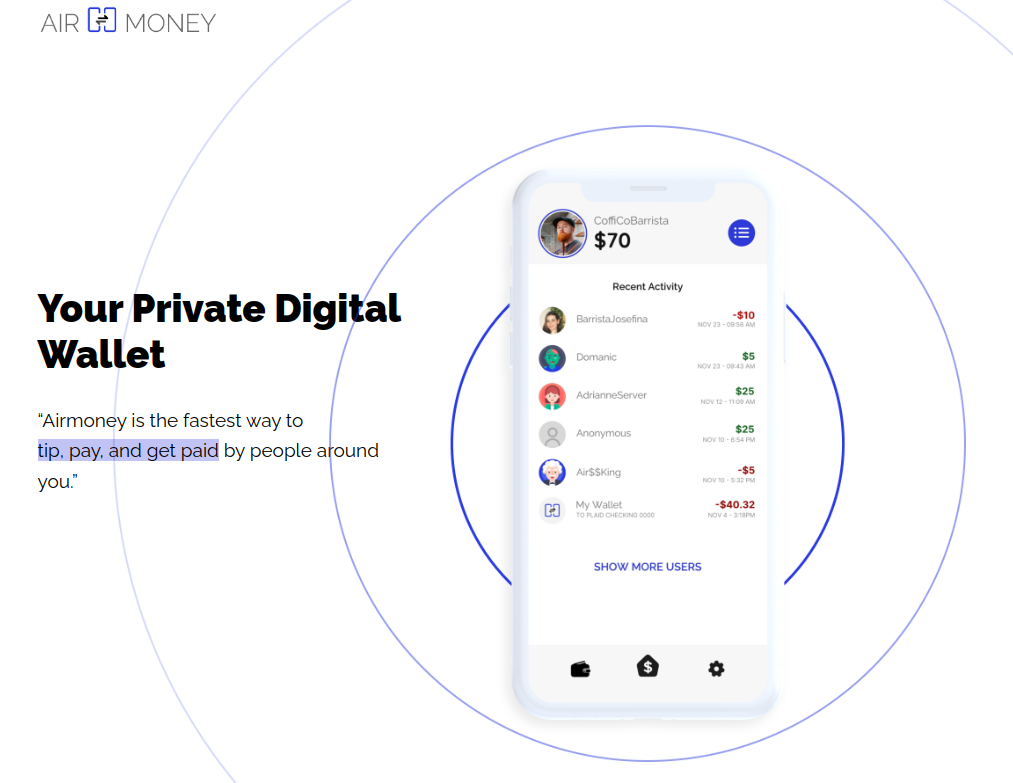 AIR MONEY
Your Private Digital
Wallet
“Airmoney is the fastest way to
tip, pay, and get paid by people around
you.”
CoffiCoBarrista
$70
Recent Activity
BarristaJosefina -$10
NOV 23 - 09:56 AM
Domanic $5
NOV 23 - 09:43 AM
AdrianneServer $25
NOV 12 - 11:09 AM
Anonymous $25
NOV 10 - 6:54 PM
Air$$King -$5
NOV 10 - 5:32 PM
My Wallet -$40.32
TO PLAID CHECKING 0000 NOV 4 - 3:18PM
SHOW MORE USERS